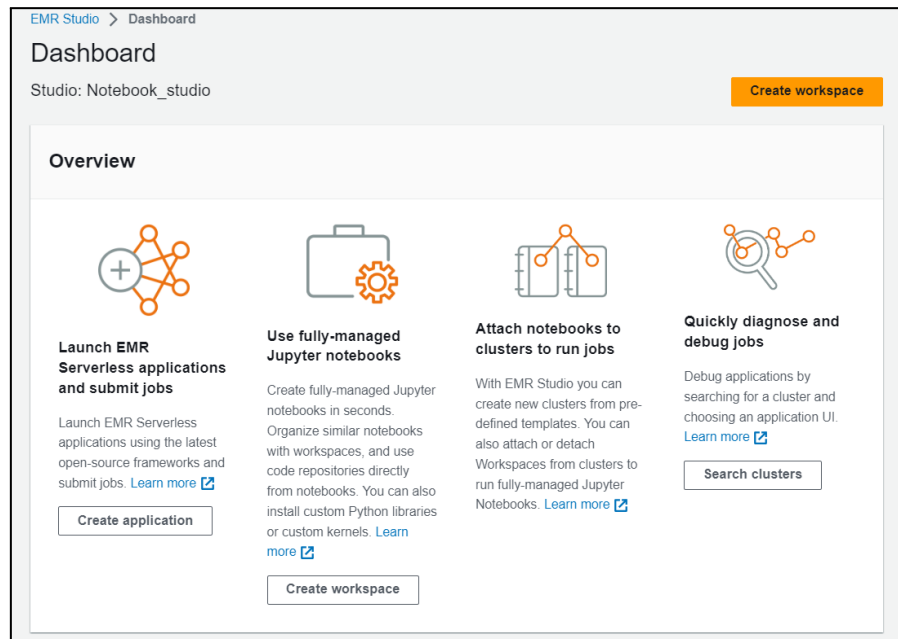 EMR Studio > Dashboard
Dashboard
Studio: Notebook_studio
Create workspace
Overview
Launch EMR
Serverless applications
and submit jobs
Launch EMR Serverless
applications using the latest
open-source frameworks and
submit jobs. Learn more
Create application
Use fully-managed
Jupyter notebooks
Create fully-managed Jupyter
notebooks in seconds.
Organize similar notebooks
with workspaces, and use
code repositories directly
from notebooks. You can also
install custom Python libraries
or custom kernels. Learn
more
Create workspace
Attach notebooks to
clusters to run jobs
With EMR Studio you can
create new clusters from pre-
defined templates. You can
also attach or detach
Workspaces from clusters to
run fully-managed Jupyter
Notebooks. Learn more
Quickly diagnose and
debug jobs
Debug applications by
searching for a cluster and
choosing an application UI.
Learn more
Search clusters